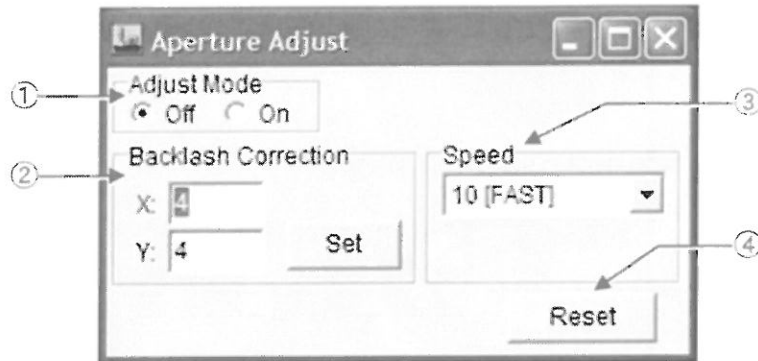 Aperture Adjust
① Adjust Mode
Off On
③
② Backlash Correction
Speed
X: 4
10 [FAST]
Y: 4
Set
④
Reset